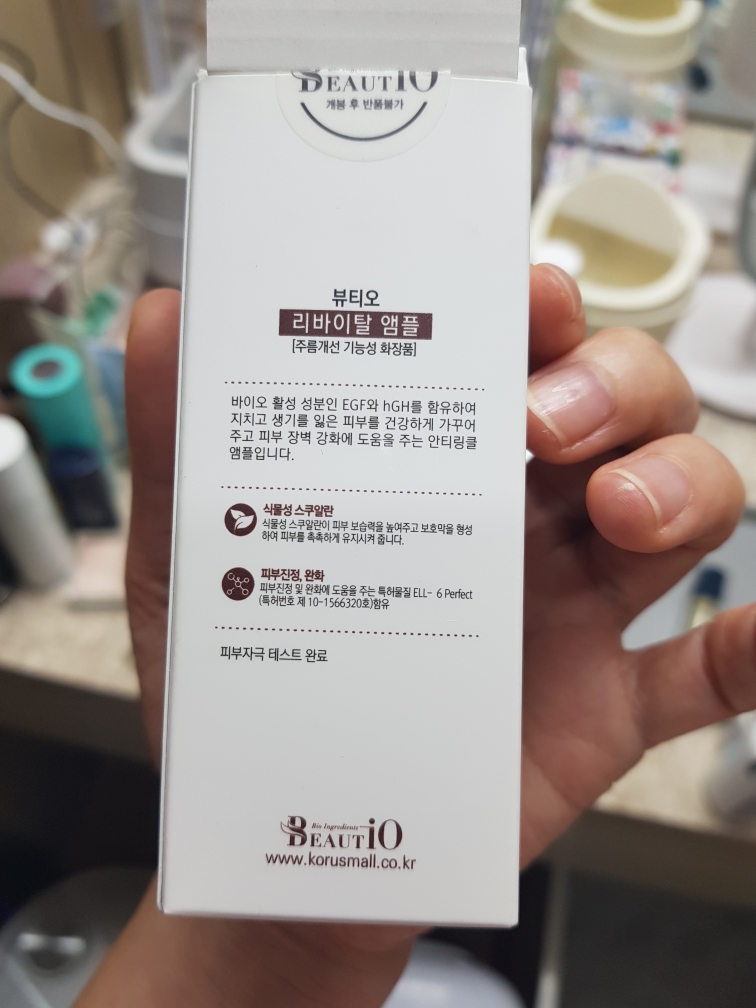 BEAUTiO
개봉 후 반품불가
뷰티오
리바이탈 앰플
[주름개선 기능성 화장품]
바이오 활성 성분인 EGF와 hGH를 함유하여
지치고 생기를 잃은 피부를 건강하게 가꾸어
주고 피부 장벽 강화에 도움을 주는 안티링클
앰플입니다.
식물성 스쿠알란
식물성 스쿠알란이 피부 보습력을 높여주고 보호막을 형성
하여 피부를 촉촉하게 유지시켜 줍니다.
피부진정, 완화
피부진정 및 완화에 도움을 주는 특허물질 ELL- 6 Perfect
(특허번호 제 10-1566320호)함유
피부자극 테스트 완료
Bio Ingredients
BEAUTiO
www.korusmall.co.kr